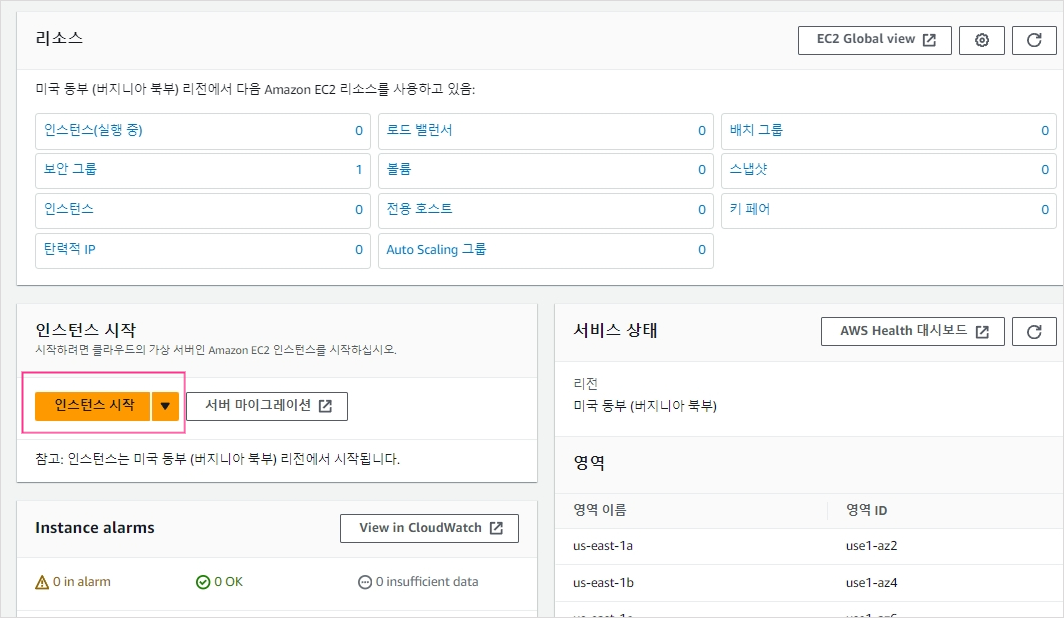 리소스
EC2 Global view
미국 동부 (버지니아 북부) 리전에서 다음 Amazon EC2 리소스를 사용하고 있음:
인스턴스(실행 중) 0 로드 밸런서 0 배치 그룹 0
보안 그룹 1 볼륨 0 스냅샷 0
인스턴스 0 전용 호스트 0 키 페어 0
탄력적 IP 0 Auto Scaling 그룹 0
인스턴스 시작
시작하려면 클라우드의 가상 서버인 Amazon EC2 인스턴스를 시작하십시오.
인스턴스 시작 서버 마이그레이션
참고: 인스턴스는 미국 동부 (버지니아 북부) 리전에서 시작됩니다.
Instance alarms View in CloudWatch
0 in alarm 0 OK 0 insufficient data
서비스 상태 AWS Health 대시보드
리전
미국 동부 (버지니아 북부)
영역
영역 이름 영역 ID
us-east-1a use1-az2
us-east-1b use1-az4